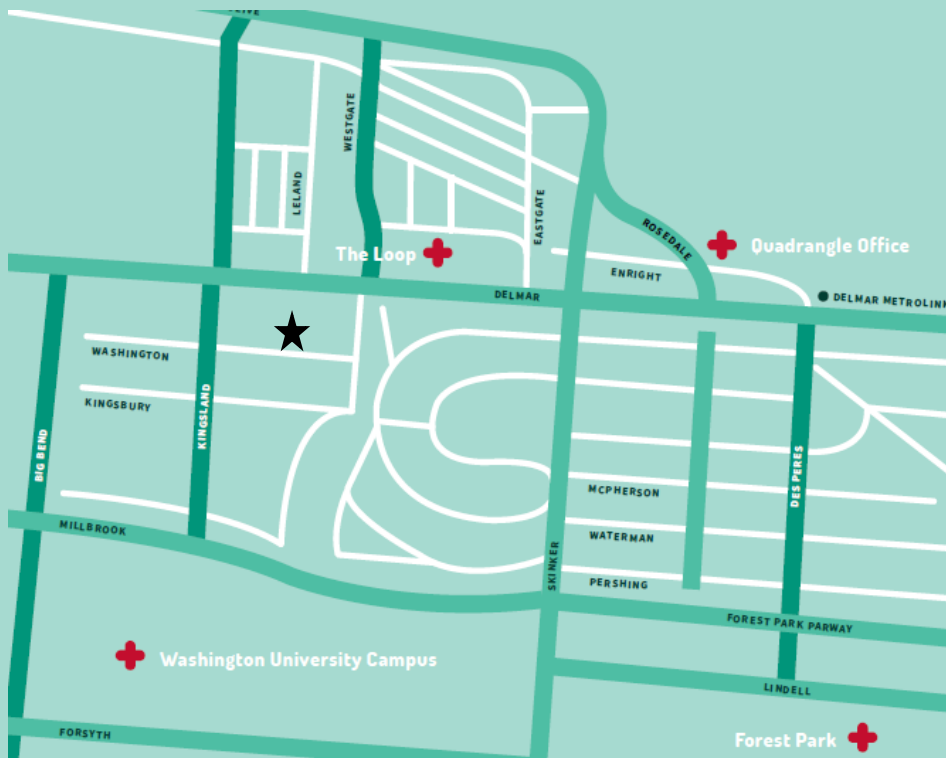 WESTGATE
LELAND
EASTGATE
ROSEDALE
The Loop
Quadrangle Office
ENRIGHT
DELMAR
DELMAR METROLINK
WASHINGTON
KINGSBURY
KINGSLAND
BIG BEND
DES PERES
MCPHERSON
MILLBROOK
WATERMAN
SKINKER
PERSHING
FOREST PARK PARKWAY
Washington University Campus
LINDELL
FORSYTH
Forest Park